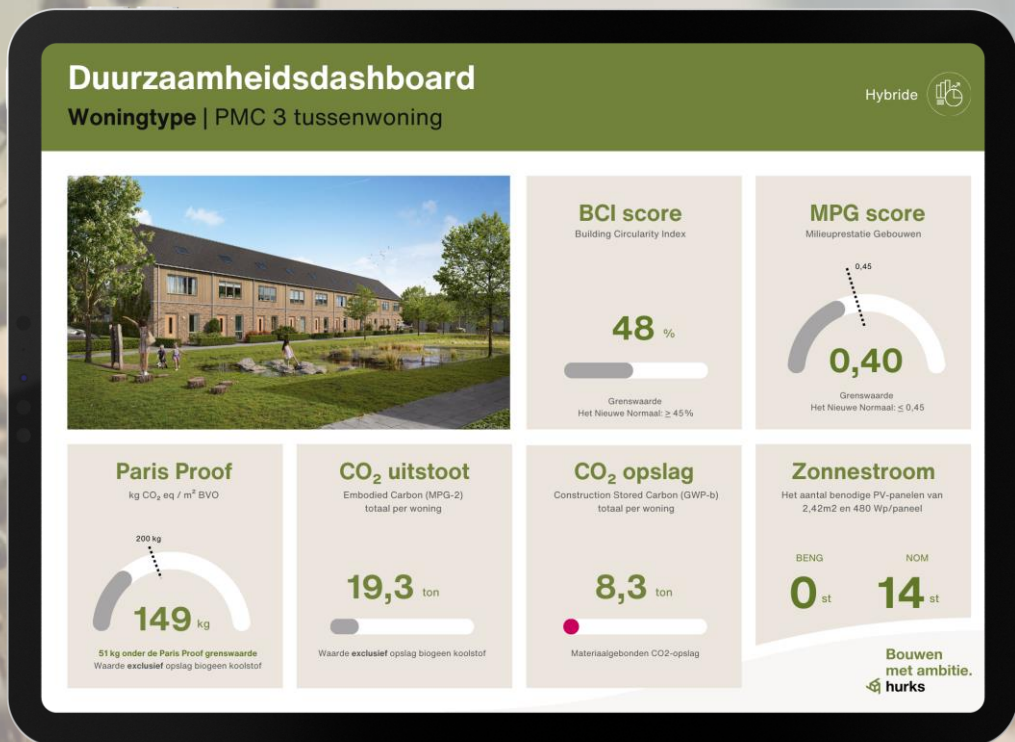 Duurzaamheidsdashboard
Woningtype | PMC 3 tussenwoning
Hybride
BCI score
Building Circularity Index
48 %
Grenswaarde
Het Nieuwe Normaal: ≥ 45%
MPG score
Milieuprestatie Gebouwen
0,45
0,40
Grenswaarde
Het Nieuwe Normaal: ≤ 0,45
Paris Proof
kg CO₂ eq / m² BVO
200 kg
149 kg
51 kg onder de Paris Proof grenswaarde
Waarde exclusief opslag biogeen koolstof
CO₂ uitstoot
Embodied Carbon (MPG-2)
totaal per woning
19,3 ton
Waarde exclusief opslag biogeen koolstof
CO₂ opslag
Construction Stored Carbon (GWP-b)
totaal per woning
8,3 ton
Materiaalgebonden CO2-opslag
Zonnestroom
Het aantal benodige PV-panelen van
2,42m2 en 480 Wp/paneel
BENG
0 st
NOM
14 st
Bouwen
met ambitie.
hurks